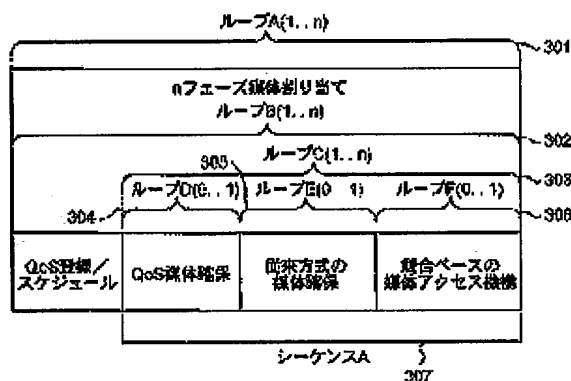 ループA(1..n)
301
nフェーズ媒体割り当て
ループB(1..n)
302
ループC(1..n)
303
305
ループD(0..1) ループE(0 1) ループF(0..1)
304
306
QoS登録/
スケジュール
QoS媒体確保
従来方式の
媒体確保
競合ベースの
媒体アクセス機構
シーケンスA
307